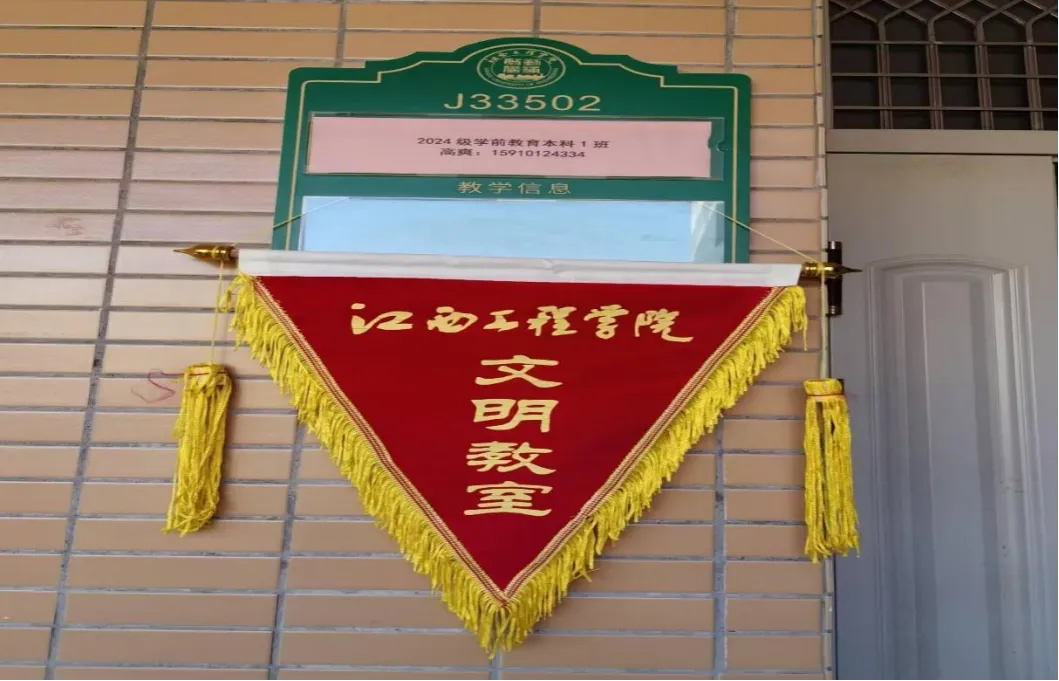 J33502
2024 级学前教育本科 1 班
高爽：15910124334
教学信息
江西工程学院
文明教室